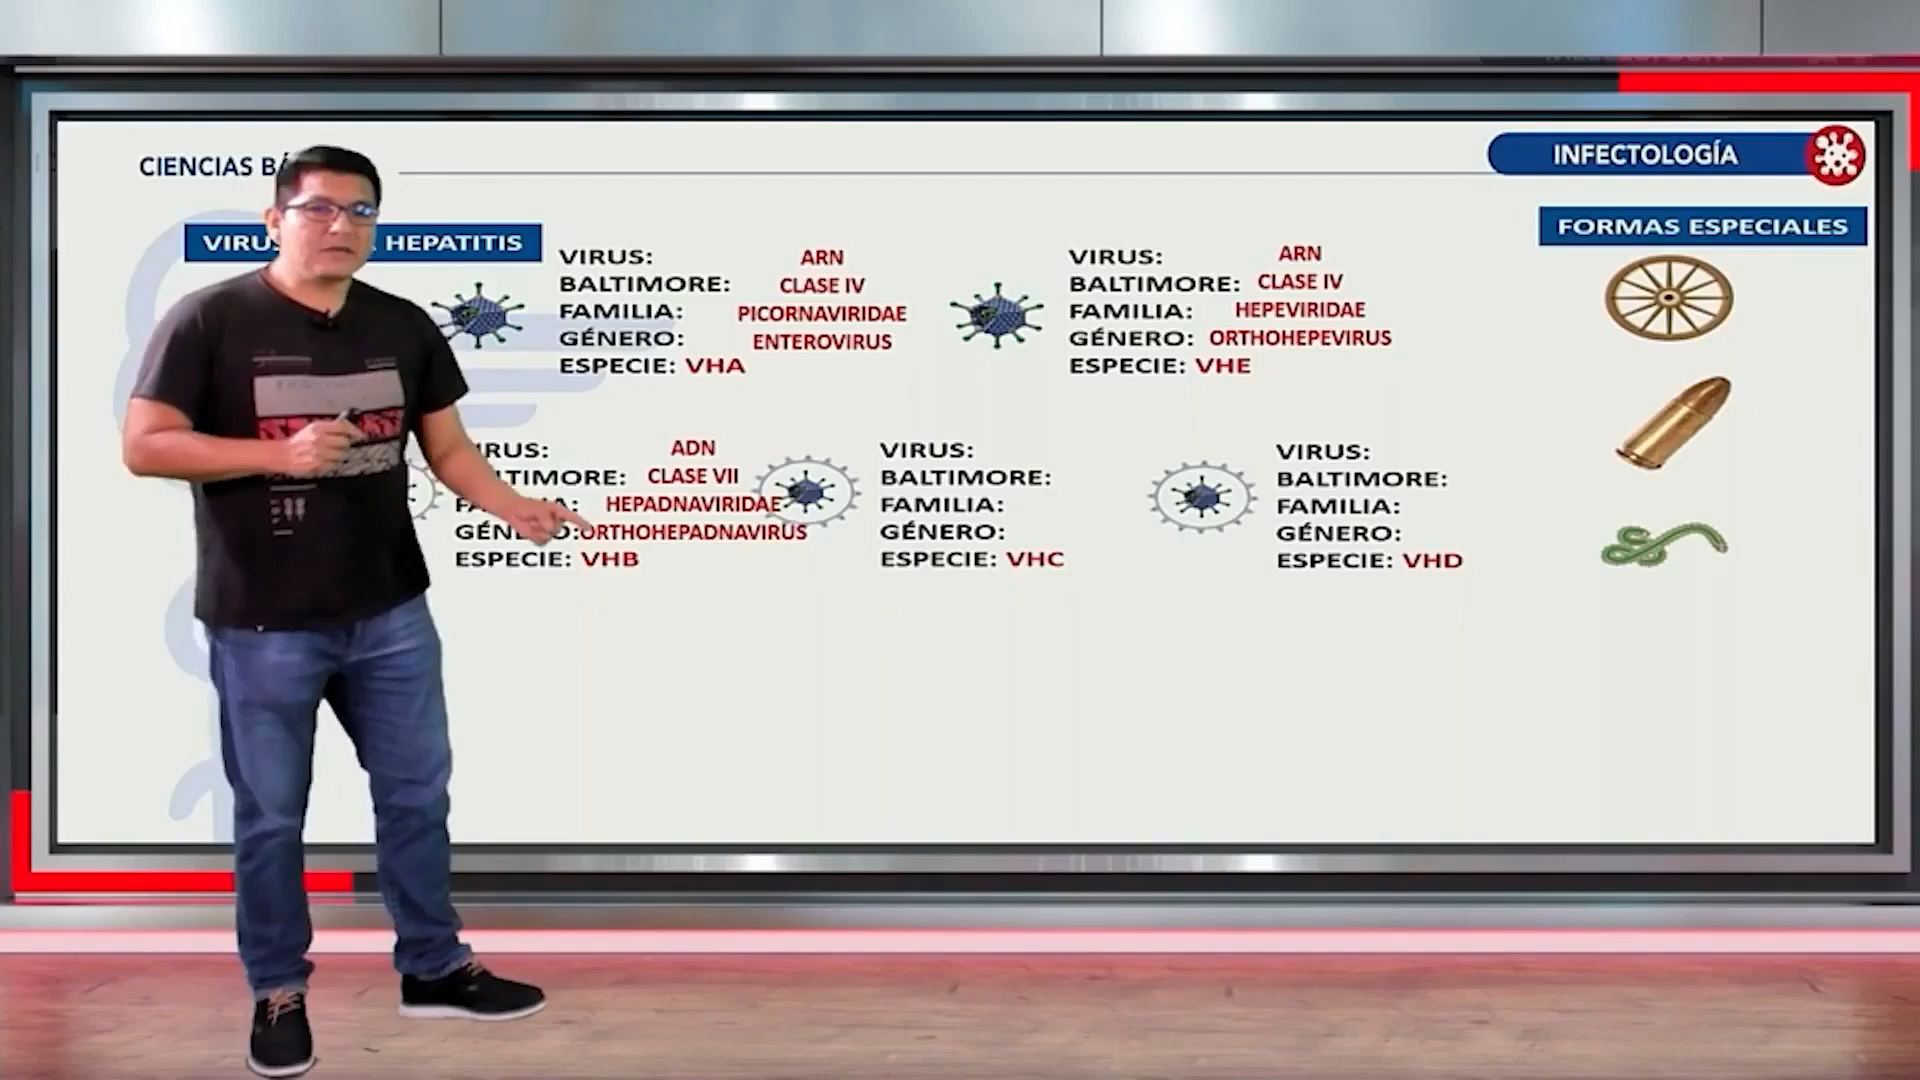 CIENCIAS
INFECTOLOGÍA
HEPATITIS
FORMAS ESPECIALES
VIRUS: ARN
BALTIMORE: CLASE IV
FAMILIA: PICORNAVIRIDAE
GÉNERO: ENTEROVIRUS
ESPECIE: VHA
VIRUS: ARN
BALTIMORE: CLASE IV
FAMILIA: HEPEVIRIDAE
GÉNERO: ORTHOHEPEVIRUS
ESPECIE: VHE
ADN
CLASE VII
HEPADNAVIRIDAE
ORTHOHEPADNAVIRUS
ESPECIE: VHB
VIRUS:
BALTIMORE:
FAMILIA:
GÉNERO:
ESPECIE: VHC
VIRUS:
BALTIMORE:
FAMILIA:
GÉNERO:
ESPECIE: VHD